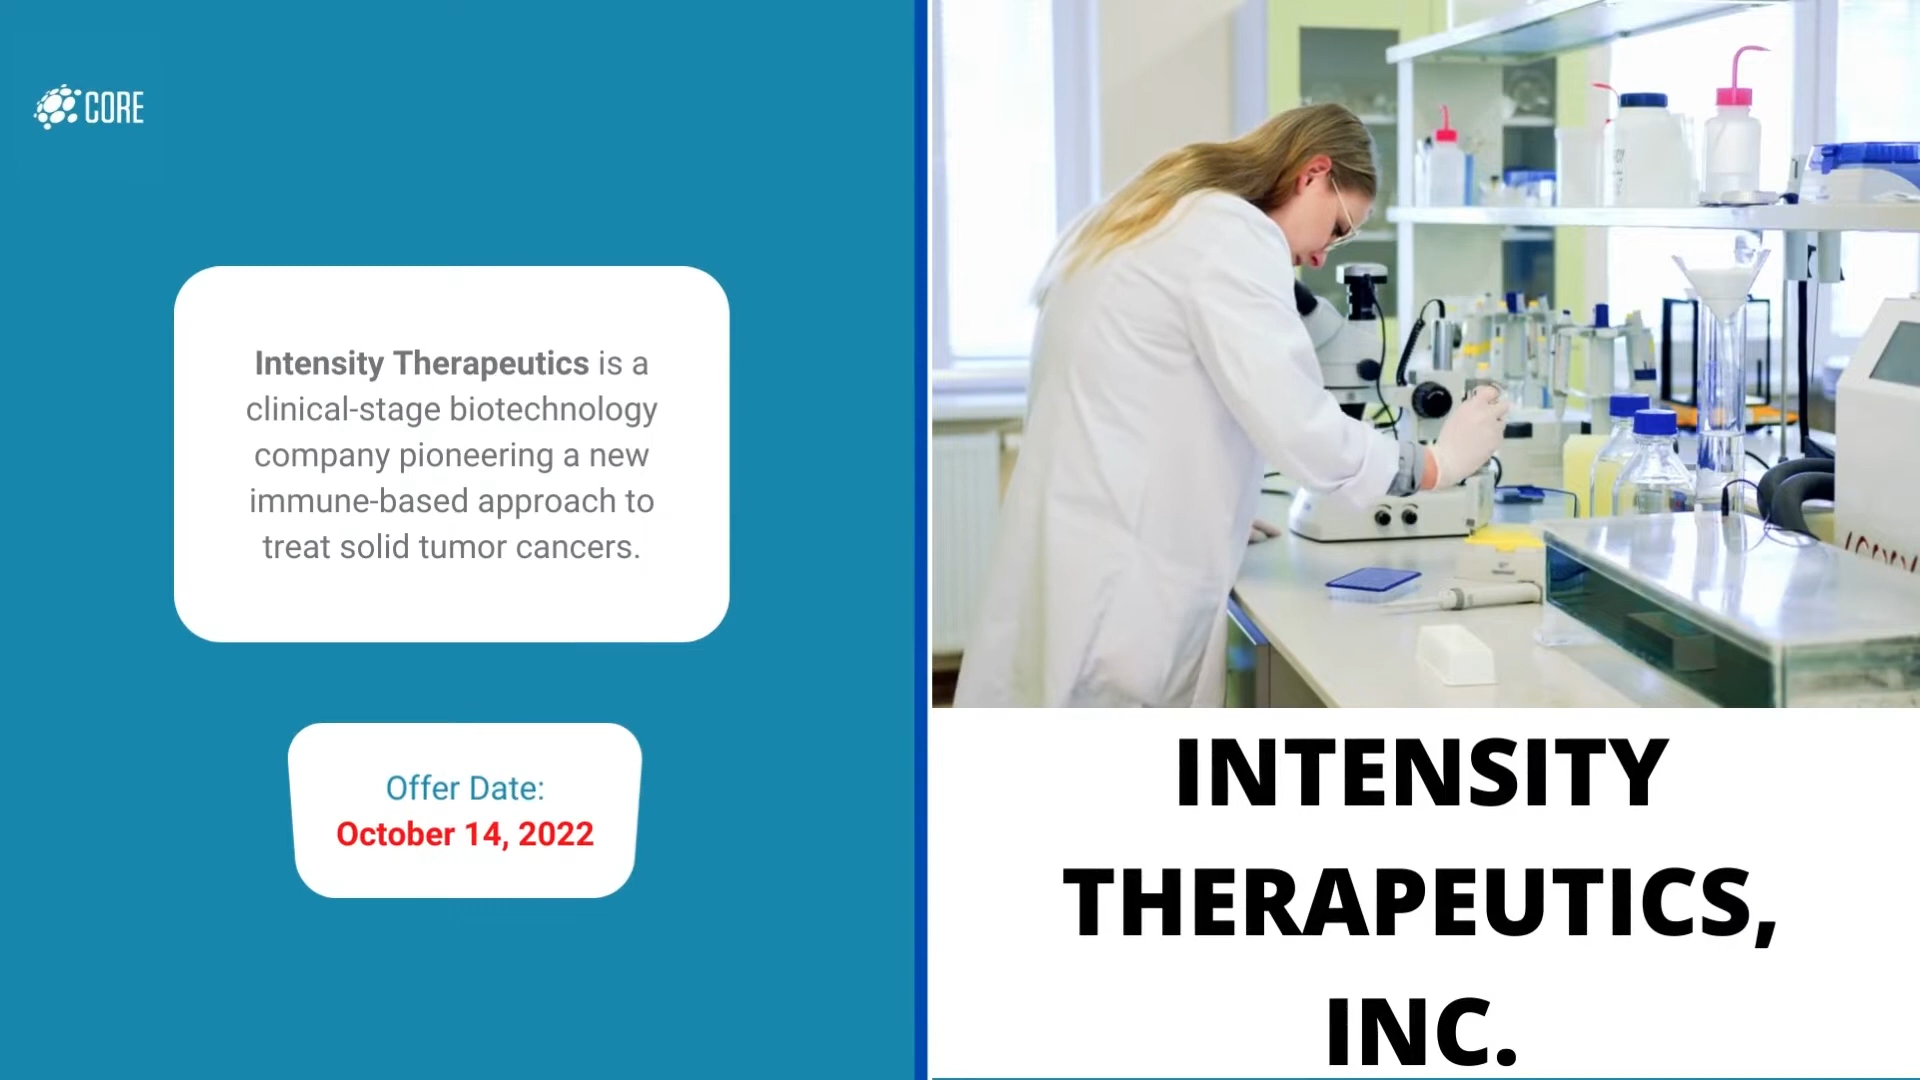 CORE
Intensity Therapeutics is a
clinical-stage biotechnology
company pioneering a new
immune-based approach to
treat solid tumor cancers.
Offer Date:
October 14, 2022
INTENSITY
THERAPEUTICS,
INC.